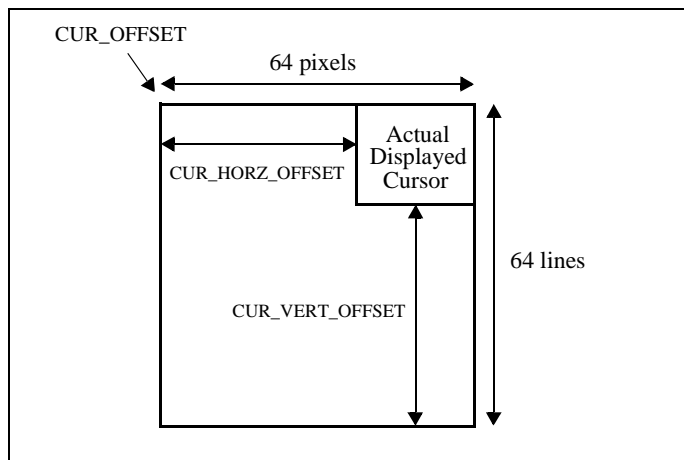 CUR_OFFSET
64 pixels
Actual
Displayed
Cursor
CUR_HORZ_OFFSET
64 lines
CUR_VERT_OFFSET